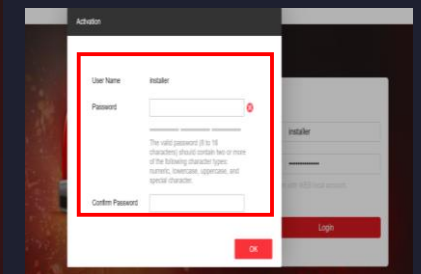 Activation
User Name installer
Password
The valid password (8 to 16
characters) should contain two or more
of the following character types:
numeric, lowercase, uppercase, and
special character.
Confirm Password
OK
installer
Login